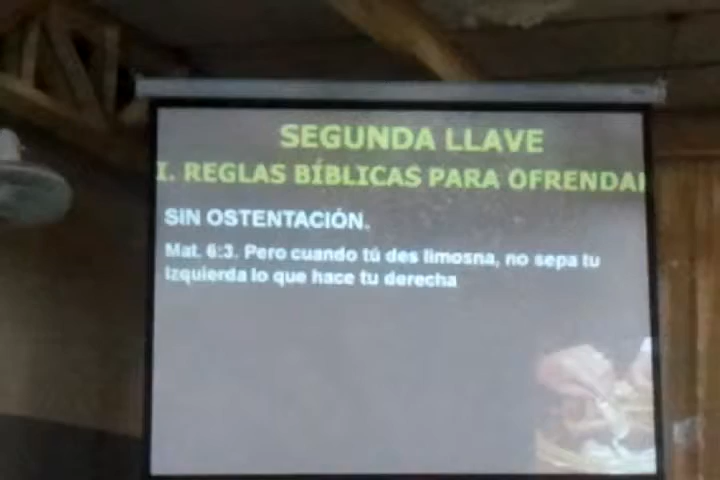 SEGUNDA LLAVE
I. REGLAS BÍBLICAS PARA OFRENDAR
SIN OSTENTACIÓN.
Mat. 6:3. Pero cuando tú des limosna, no sepa tu
izquierda lo que hace tu derecha